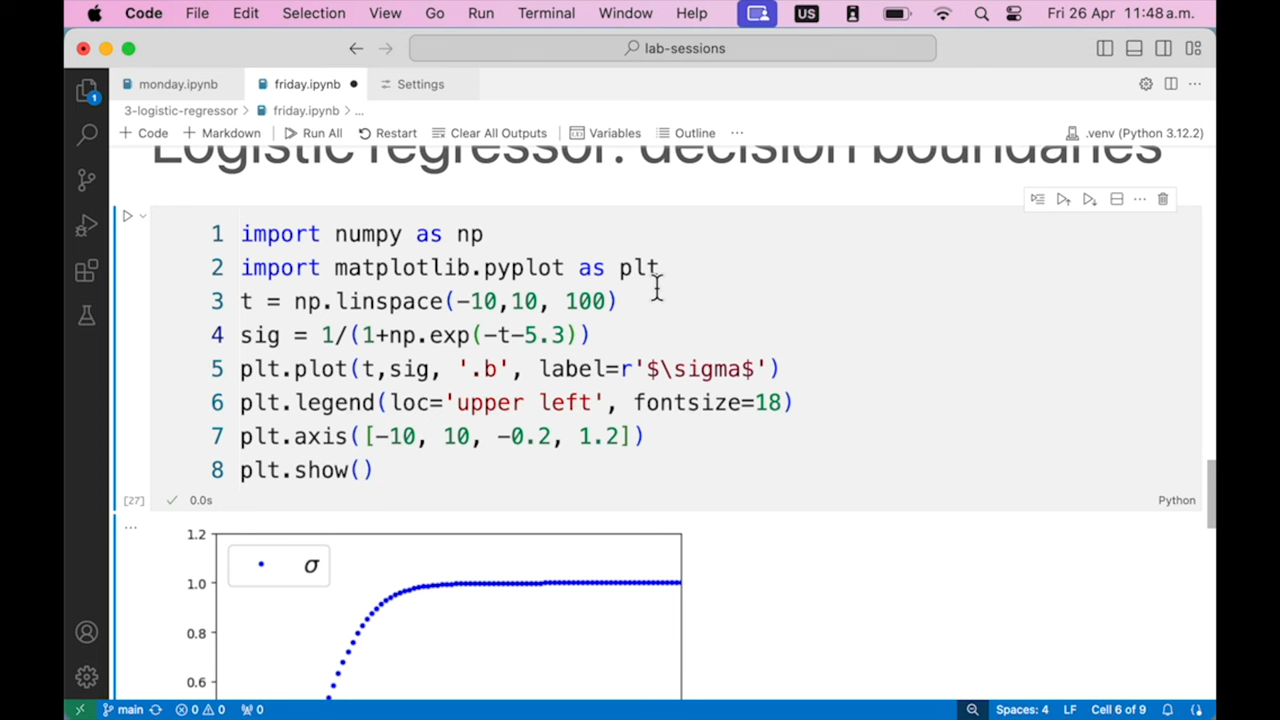 Code File Edit Selection View Go Run Terminal Window Help US Fri 26 Apr 11:48 a.m.
lab-sessions
monday.ipynb friday.ipynb Settings
3-logistic-regressor > friday.ipynb > ...
+ Code + Markdown Run All Restart Clear All Outputs Variables Outline ... .venv (Python 3.12.2)
Logistic regressor: decision boundaries
1 import numpy as np
2 import matplotlib.pyplot as plt
3 t = np.linspace(-10,10, 100)
4 sig = 1/(1+np.exp(-t-5.3))
5 plt.plot(t,sig, '.b', label=r'$\sigma$')
6 plt.legend(loc='upper left', fontsize=18)
7 plt.axis([-10, 10, -0.2, 1.2])
8 plt.show()
[27] 0.0s Python
...
1.2
σ
1.0
0.8
0.6
1
main 0 0 0 Spaces: 4 LF Cell 6 of 9